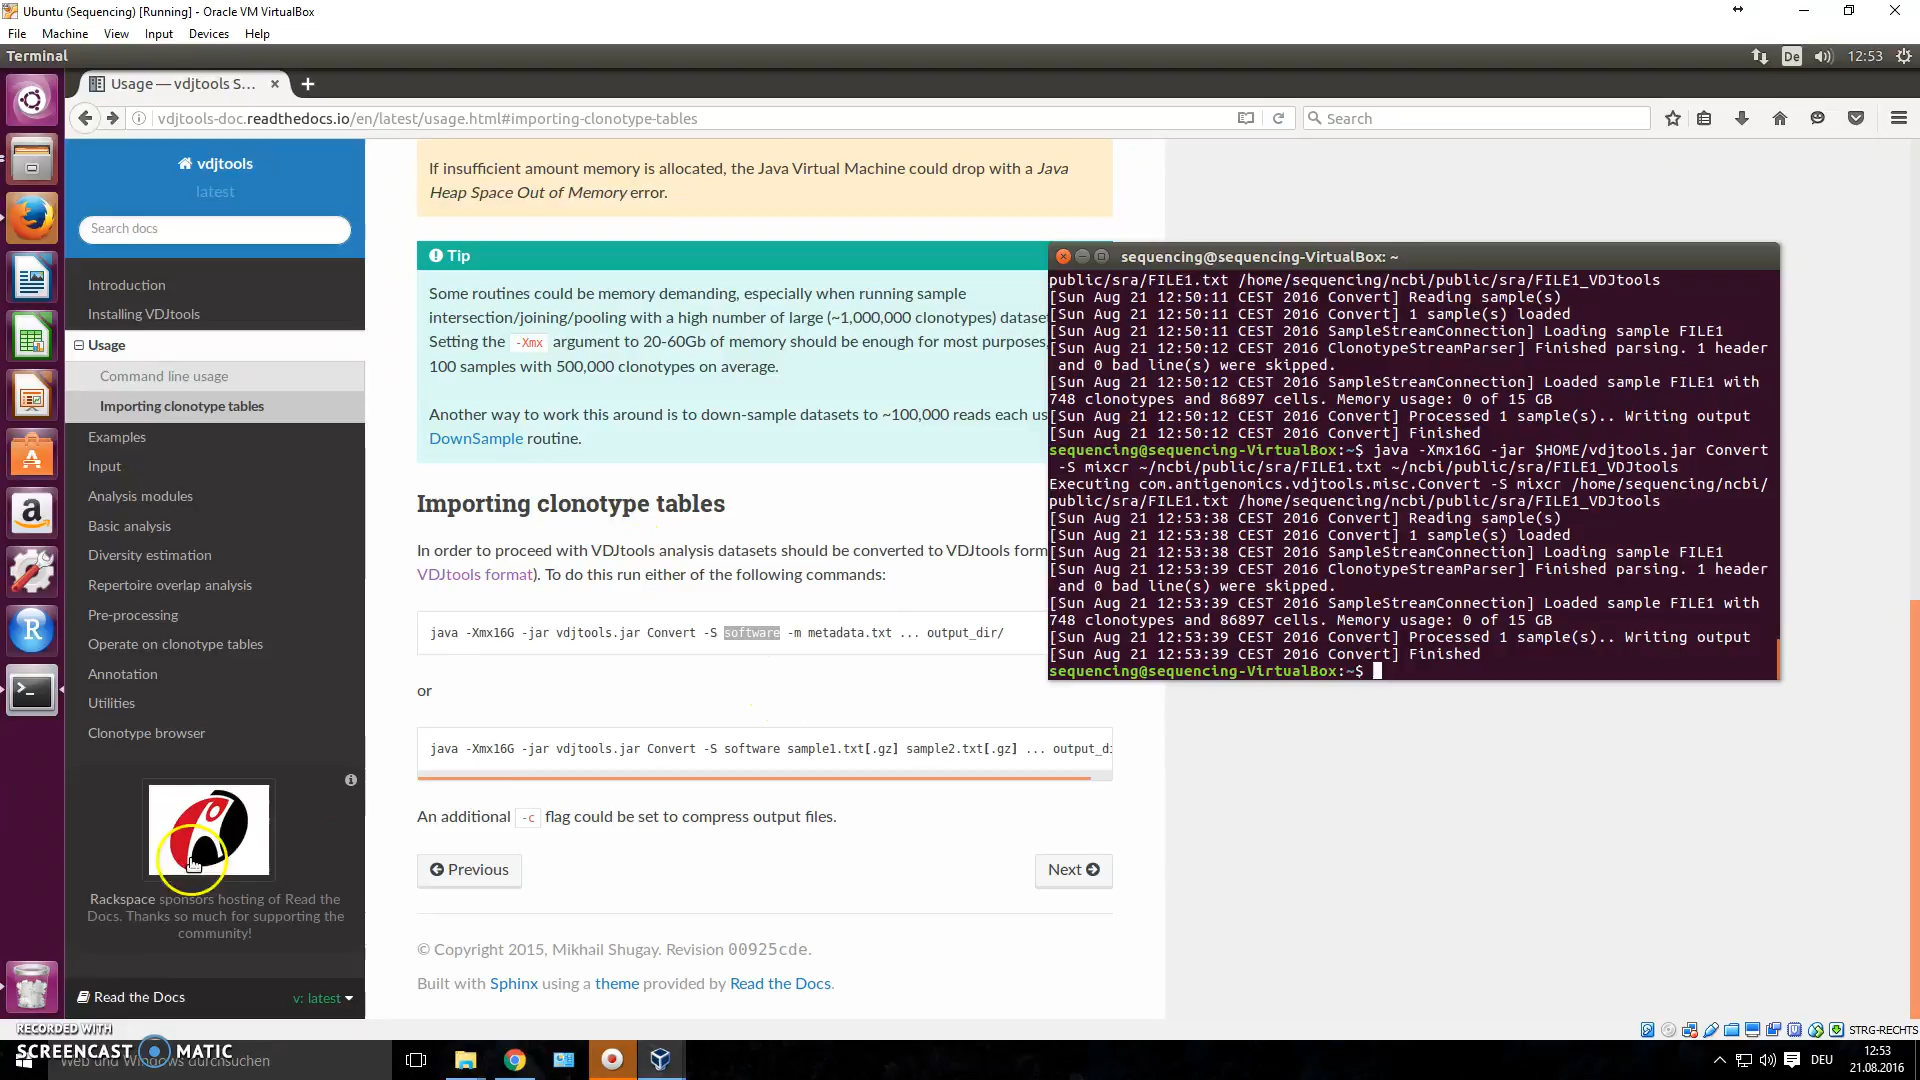 Ubuntu (Sequencing) [Running] - Oracle VM VirtualBox
File Machine View Input Devices Help
Terminal
De
12:53
Usage — vdjtools S...
vdjtools-doc.readthedocs.io/en/latest/usage.html#importing-clonotype-tables
Search
vdjtools
latest
Search docs
Introduction
Installing VDJtools
Usage
Command line usage
Importing clonotype tables
Examples
Input
Analysis modules
Basic analysis
Diversity estimation
Repertoire overlap analysis
Pre-processing
Operate on clonotype tables
Annotation
Utilities
Clonotype browser
Rackspace sponsors hosting of Read the
Docs. Thanks so much for supporting the
community!
Read the Docs
v: latest
If insufficient amount memory is allocated, the Java Virtual Machine could drop with a Java
Heap Space Out of Memory error.
Tip
Some routines could be memory demanding, especially when running sample
intersection/joining/pooling with a high number of large (~1,000,000 clonotypes) datase
Setting the -Xmx argument to 20-60Gb of memory should be enough for most purposes,
100 samples with 500,000 clonotypes on average.
Another way to work this around is to down-sample datasets to ~100,000 reads each us
DownSample routine.
Importing clonotype tables
In order to proceed with VDJtools analysis datasets should be converted to VDJtools form
VDJtools format). To do this run either of the following commands:
java -Xmx16G -jar vdjtools.jar Convert -S software -m metadata.txt ... output_dir/
or
java -Xmx16G -jar vdjtools.jar Convert -S software sample1.txt[.gz] sample2.txt[.gz] ... output_di
An additional -c flag could be set to compress output files.
Previous
Next
© Copyright 2015, Mikhail Shugay. Revision 00925cde.
Built with Sphinx using a theme provided by Read the Docs.
sequencing@sequencing-VirtualBox: ~
public/sra/FILE1.txt /home/sequencing/ncbi/public/sra/FILE1_VDJtools
[Sun Aug 21 12:50:11 CEST 2016 Convert] Reading sample(s)
[Sun Aug 21 12:50:11 CEST 2016 Convert] 1 sample(s) loaded
[Sun Aug 21 12:50:11 CEST 2016 SampleStreamConnection] Loading sample FILE1
[Sun Aug 21 12:50:12 CEST 2016 ClonotypeStreamParser] Finished parsing. 1 header
and 0 bad line(s) were skipped.
[Sun Aug 21 12:50:12 CEST 2016 SampleStreamConnection] Loaded sample FILE1 with
748 clonotypes and 86897 cells. Memory usage: 0 of 15 GB
[Sun Aug 21 12:50:12 CEST 2016 Convert] Processed 1 sample(s).. Writing output
[Sun Aug 21 12:50:12 CEST 2016 Convert] Finished
sequencing@sequencing-VirtualBox:~$ java -Xmx16G -jar $HOME/vdjtools.jar Convert
-S mixcr ~/ncbi/public/sra/FILE1.txt ~/ncbi/public/sra/FILE1_VDJtools
Executing com.antigenomics.vdjtools.misc.Convert -S mixcr /home/sequencing/ncbi/
public/sra/FILE1.txt /home/sequencing/ncbi/public/sra/FILE1_VDJtools
[Sun Aug 21 12:53:38 CEST 2016 Convert] Reading sample(s)
[Sun Aug 21 12:53:38 CEST 2016 Convert] 1 sample(s) loaded
[Sun Aug 21 12:53:38 CEST 2016 SampleStreamConnection] Loading sample FILE1
[Sun Aug 21 12:53:39 CEST 2016 ClonotypeStreamParser] Finished parsing. 1 header
and 0 bad line(s) were skipped.
[Sun Aug 21 12:53:39 CEST 2016 SampleStreamConnection] Loaded sample FILE1 with
748 clonotypes and 86897 cells. Memory usage: 0 of 15 GB
[Sun Aug 21 12:53:39 CEST 2016 Convert] Processed 1 sample(s).. Writing output
[Sun Aug 21 12:53:39 CEST 2016 Convert] Finished
sequencing@sequencing-VirtualBox:~$
STRG-RECHTS
RECORDED WITH
SCREENCAST MATIC
Web und Windows durchsuchen
DEU
12:53
21.08.2016